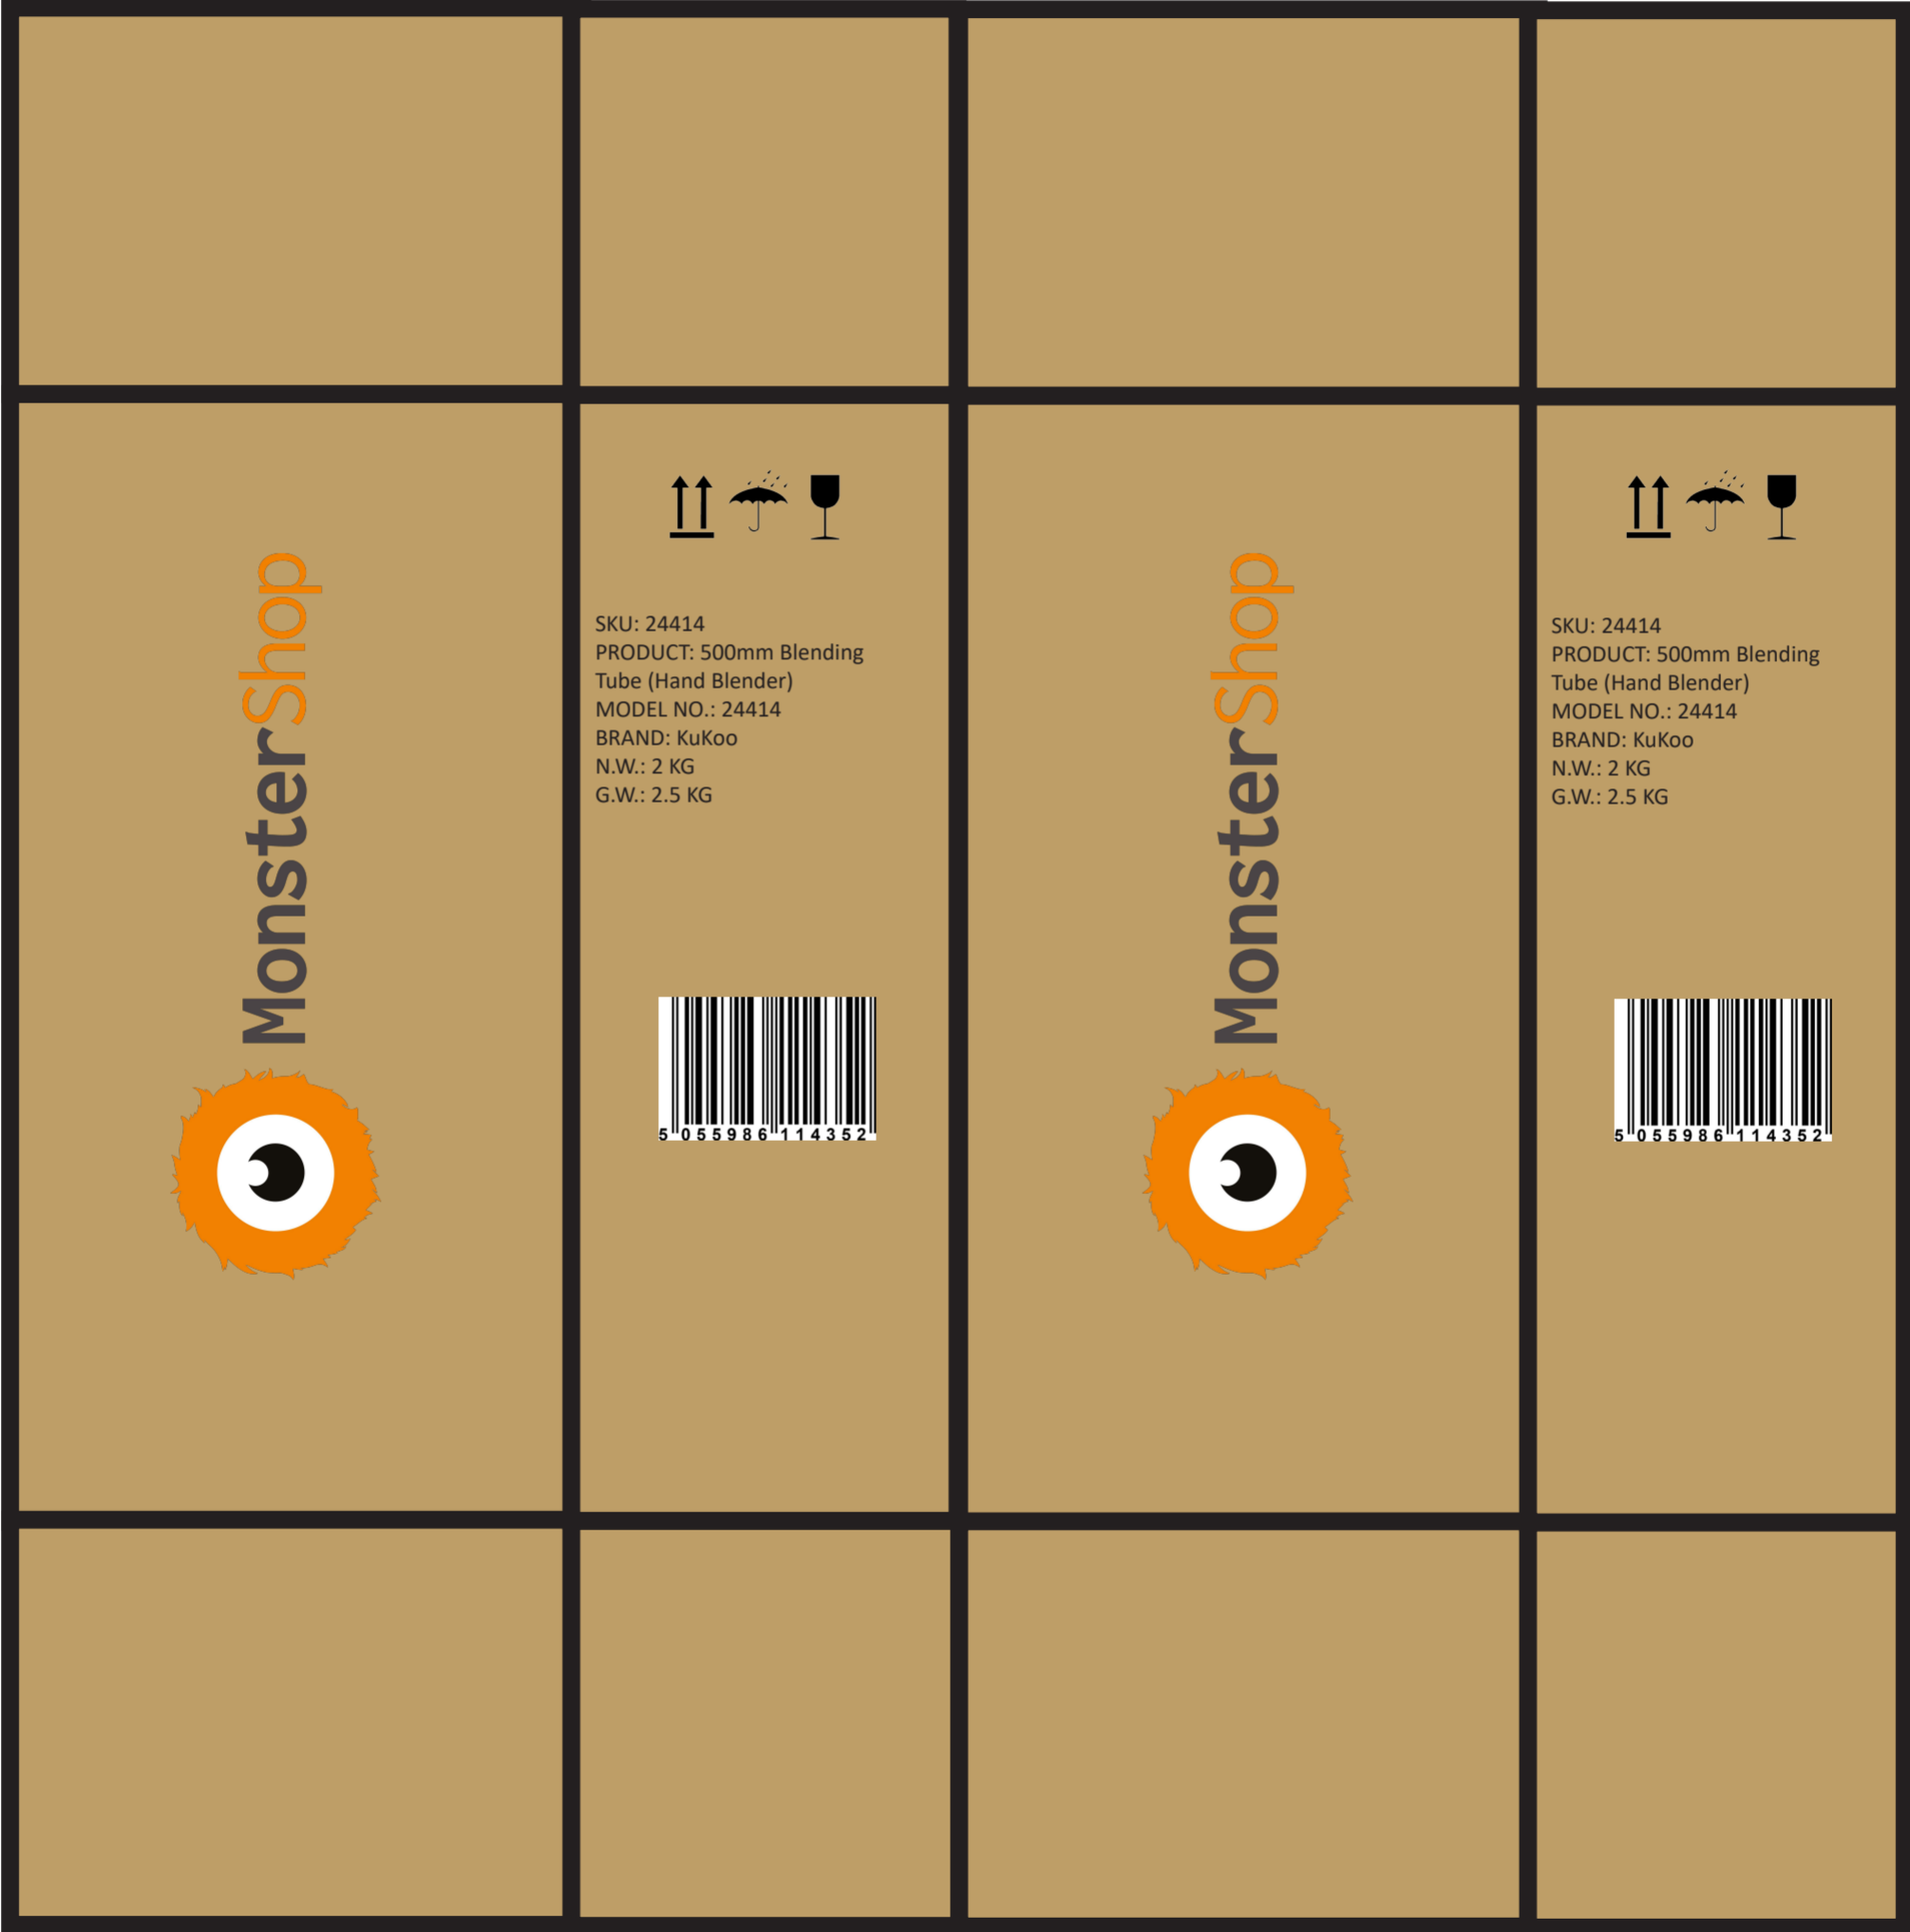 MonsterShop
SKU: 24414
PRODUCT: 500mm Blending
Tube (Hand Blender)
MODEL NO.: 24414
BRAND: KuKoo
N.W.: 2 KG
G.W.: 2.5 KG
5 055986 114352
MonsterShop
SKU: 24414
PRODUCT: 500mm Blending
Tube (Hand Blender)
MODEL NO.: 24414
BRAND: KuKoo
N.W.: 2 KG
G.W.: 2.5 KG
5 055986 114352